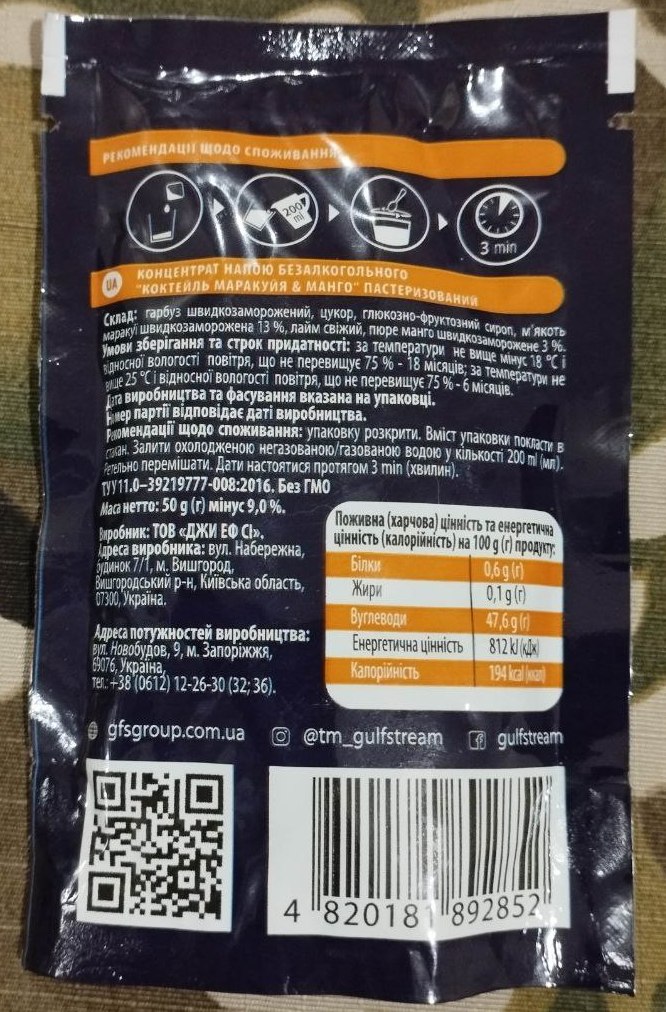 РЕКОМЕНДАЦІЇ ЩОДО СПОЖИВАННЯ
200 ml
3 min
UA
КОНЦЕНТРАТ НАПОЮ БЕЗАЛКОГОЛЬНОГО
"КОКТЕЙЛЬ МАРАКУЙЯ & МАНГО" ПАСТЕРИЗОВАНИЙ
Склад: гарбуз швидкозаморожений, цукор, глюкозно-фруктозний сироп, м'якоть
маракуї швидкозаморожена 13 %, лайм свіжий, пюре манго швидкозаморожене 3 %.
Умови зберігання та строк придатності: за температури не вище мінус 18 °С і
відносної вологості повітря, що не перевищує 75 % - 18 місяців; за температури не
вище 25 °С і відносної вологості повітря, що не перевищує 75 % - 6 місяців.
Дата виробництва та фасування вказана на упаковці.
Номер партії відповідає даті виробництва.
Рекомендації щодо споживання: упаковку розкрити. Вміст упаковки покласти в
стакан. Залити охолодженою негазованою/газованою водою у кількості 200 ml (мл).
Ретельно перемішати. Дати настоятися протягом 3 min (хвилин).
ТУ У 11.0–39219777-008:2016. Без ГМО
Маса нетто: 50 g (г) мінус 9,0 %.
Виробник: ТОВ «ДЖИ ЕФ СІ».
Адреса виробника: вул. Набережна,
будинок 7/1, м. Вишгород,
Вишгородський р-н, Київська область,
07300, Україна.
Адреса потужностей виробництва:
вул. Новобудов, 9, м. Запоріжжя,
69076, Україна,
тел.: +38 (0612) 12-26-30 (32; 36).
Поживна (харчова) цінність та енергетична
цінність (калорійність) на 100 g (г) продукту:
Білки 0,6 g (г)
Жири 0,1 g (г)
Вуглеводи 47,6 g (г)
Енергетична цінність 812 kJ (кДж)
Калорійність 194 kcal (ккал)
gfsgroup.com.ua @tm_gulfstream gulfstream
4 820181 892852